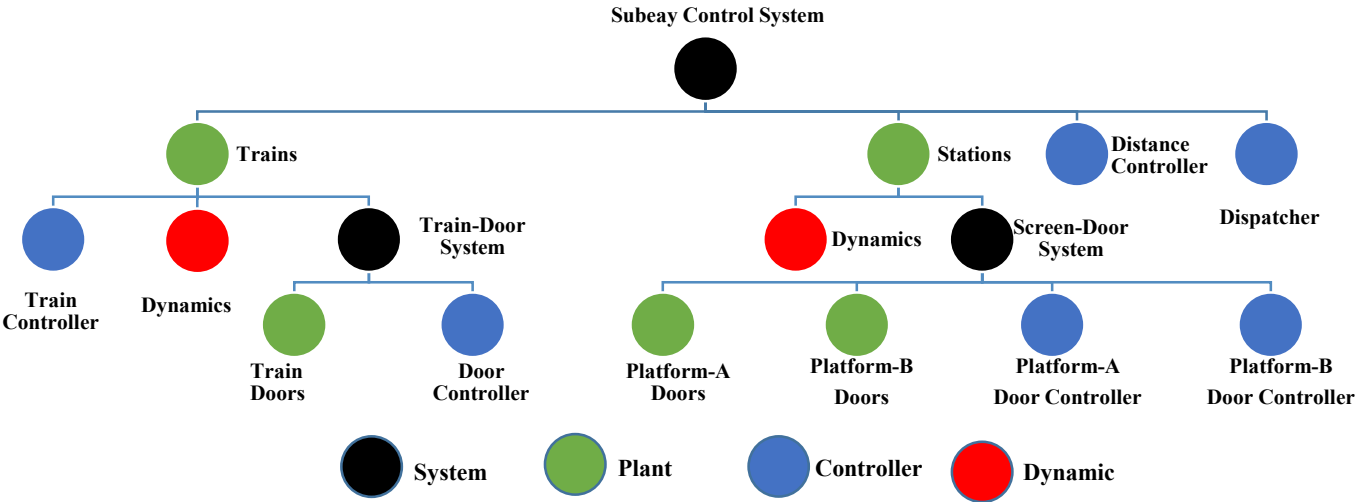 Subeay Control System
Trains
Stations
Distance
Controller
Dispatcher
Train-Door
System
Dynamics
Screen-Door
System
Train
Controller
Dynamics
Train
Doors
Door
Controller
Platform-A
Doors
Platform-B
Doors
Platform-A
Door Controller
Platform-B
Door Controller
System
Plant
Controller
Dynamic